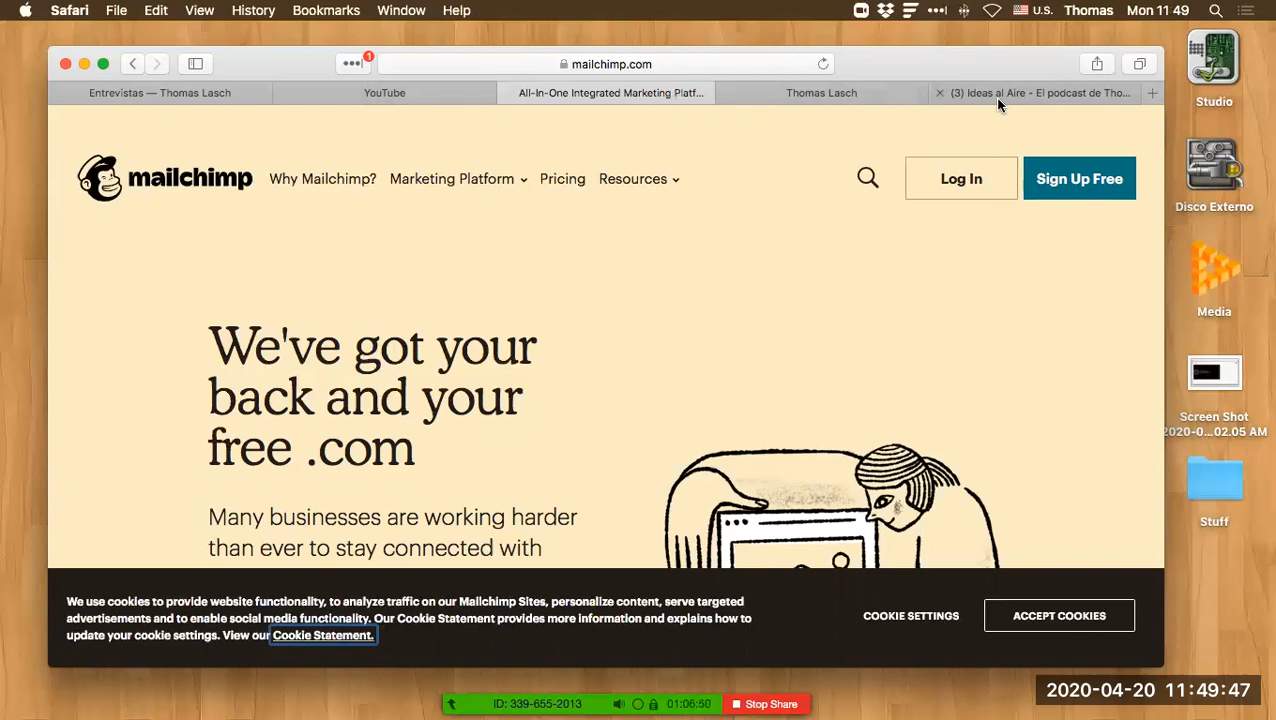 Safari File Edit View History Bookmarks Window Help U.S. Thomas Mon 11 49
1
mailchimp.com
Entrevistas — Thomas Lasch
YouTube
All-In-One Integrated Marketing Platf...
Thomas Lasch
(3) Ideas al Aire - El podcast de Tho...
mailchimp
Why Mailchimp? Marketing Platform Pricing Resources
Log In
Sign Up Free
We've got your
back and your
free .com
Many businesses are working harder
than ever to stay connected with
We use cookies to provide website functionality, to analyze traffic on our Mailchimp Sites, personalize content, serve targeted
advertisements and to enable social media functionality. Our Cookie Statement provides more information and explains how to
update your cookie settings. View our Cookie Statement.
COOKIE SETTINGS
ACCEPT COOKIES
Studio
Disco Externo
Media
Screen Shot
2020-0...02.05 AM
Stuff
ID: 339-655-2013
01:06:50
Stop Share
2020-04-20 11:49:47